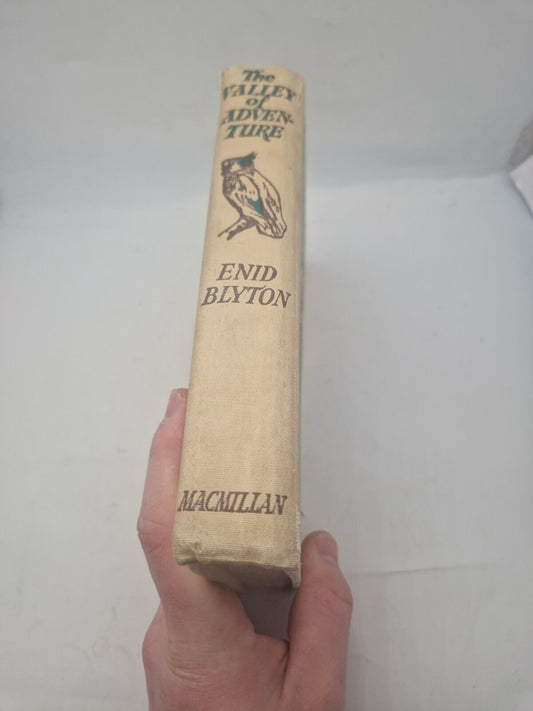 The
VALLEY
of
ADVEN-
TURE
ENID
BLYTON
MACMILLAN